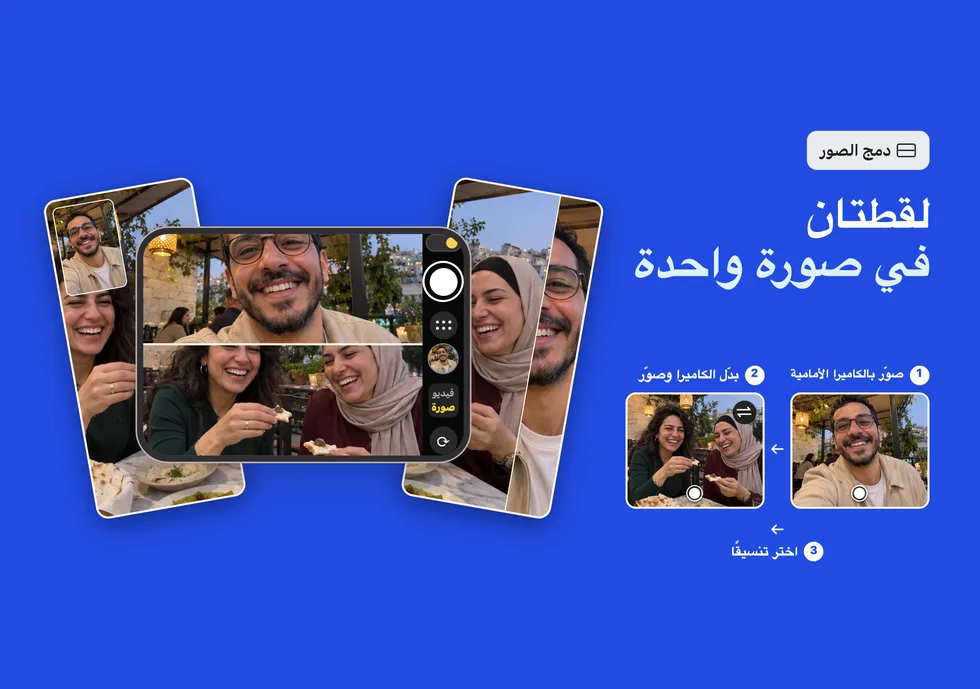 دمج الصور
لقطتان
في صورة واحدة
1 صوّر بالكاميرا الأمامية
2 بدّل الكاميرا وصوّر
3 اختر تنسيقًا
فيديو
صورة